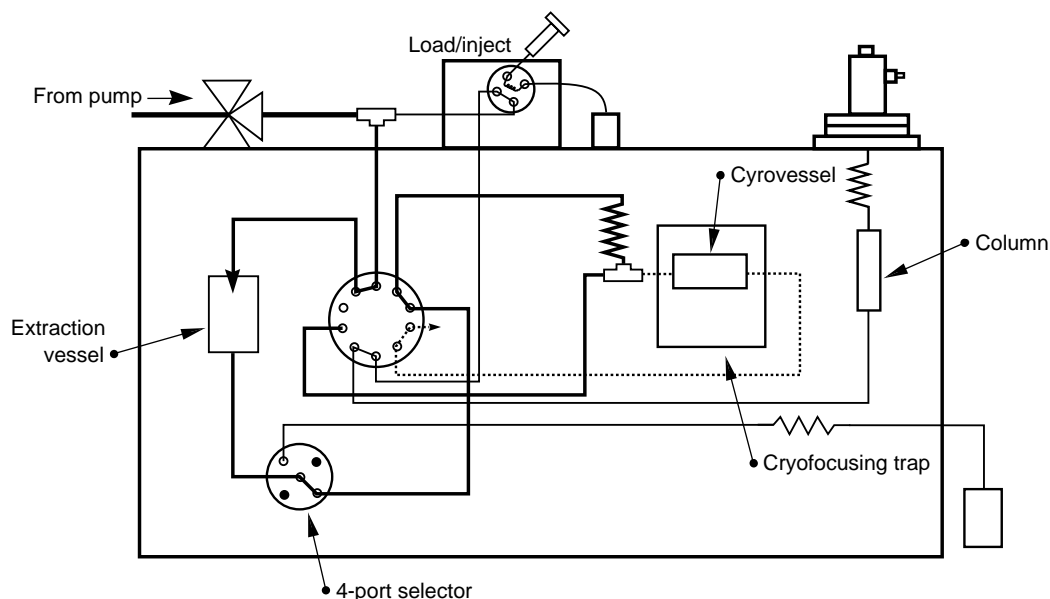 Load/inject
From pump
Cyrovessel
Column
Extraction
vessel
Cryofocusing trap
4-port selector